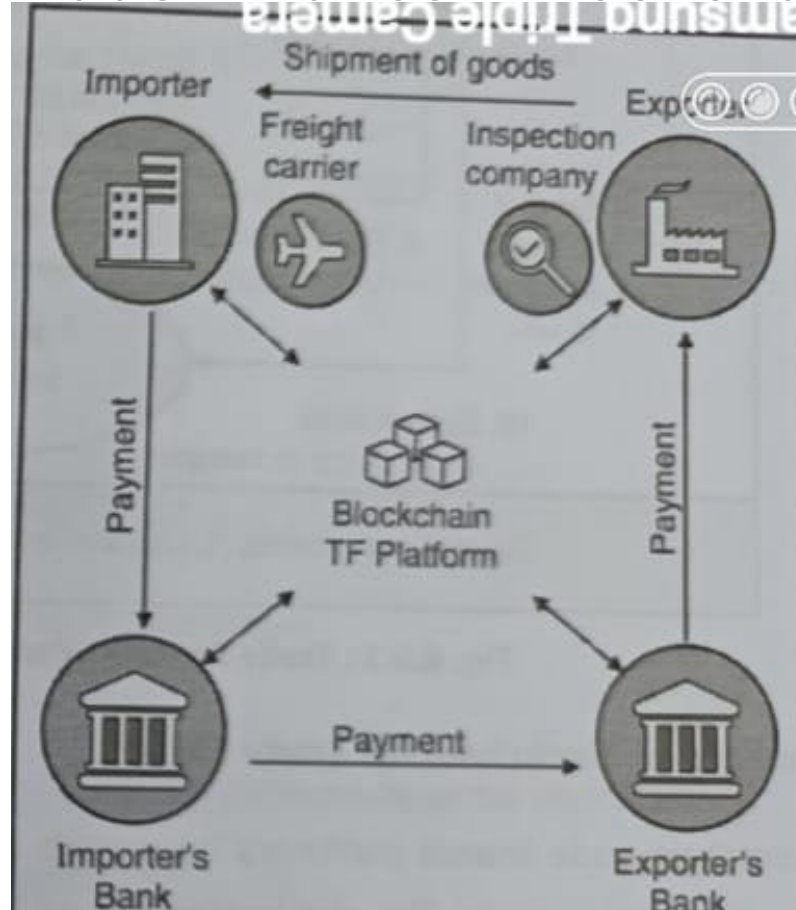 Samsung Triple Camera
Shipment of goods
Importer
Exporter
Freight
carrier
Inspection
company
Payment
Payment
Blockchain
TF Platform
Payment
Importer's
Bank
Exporter's
Bank